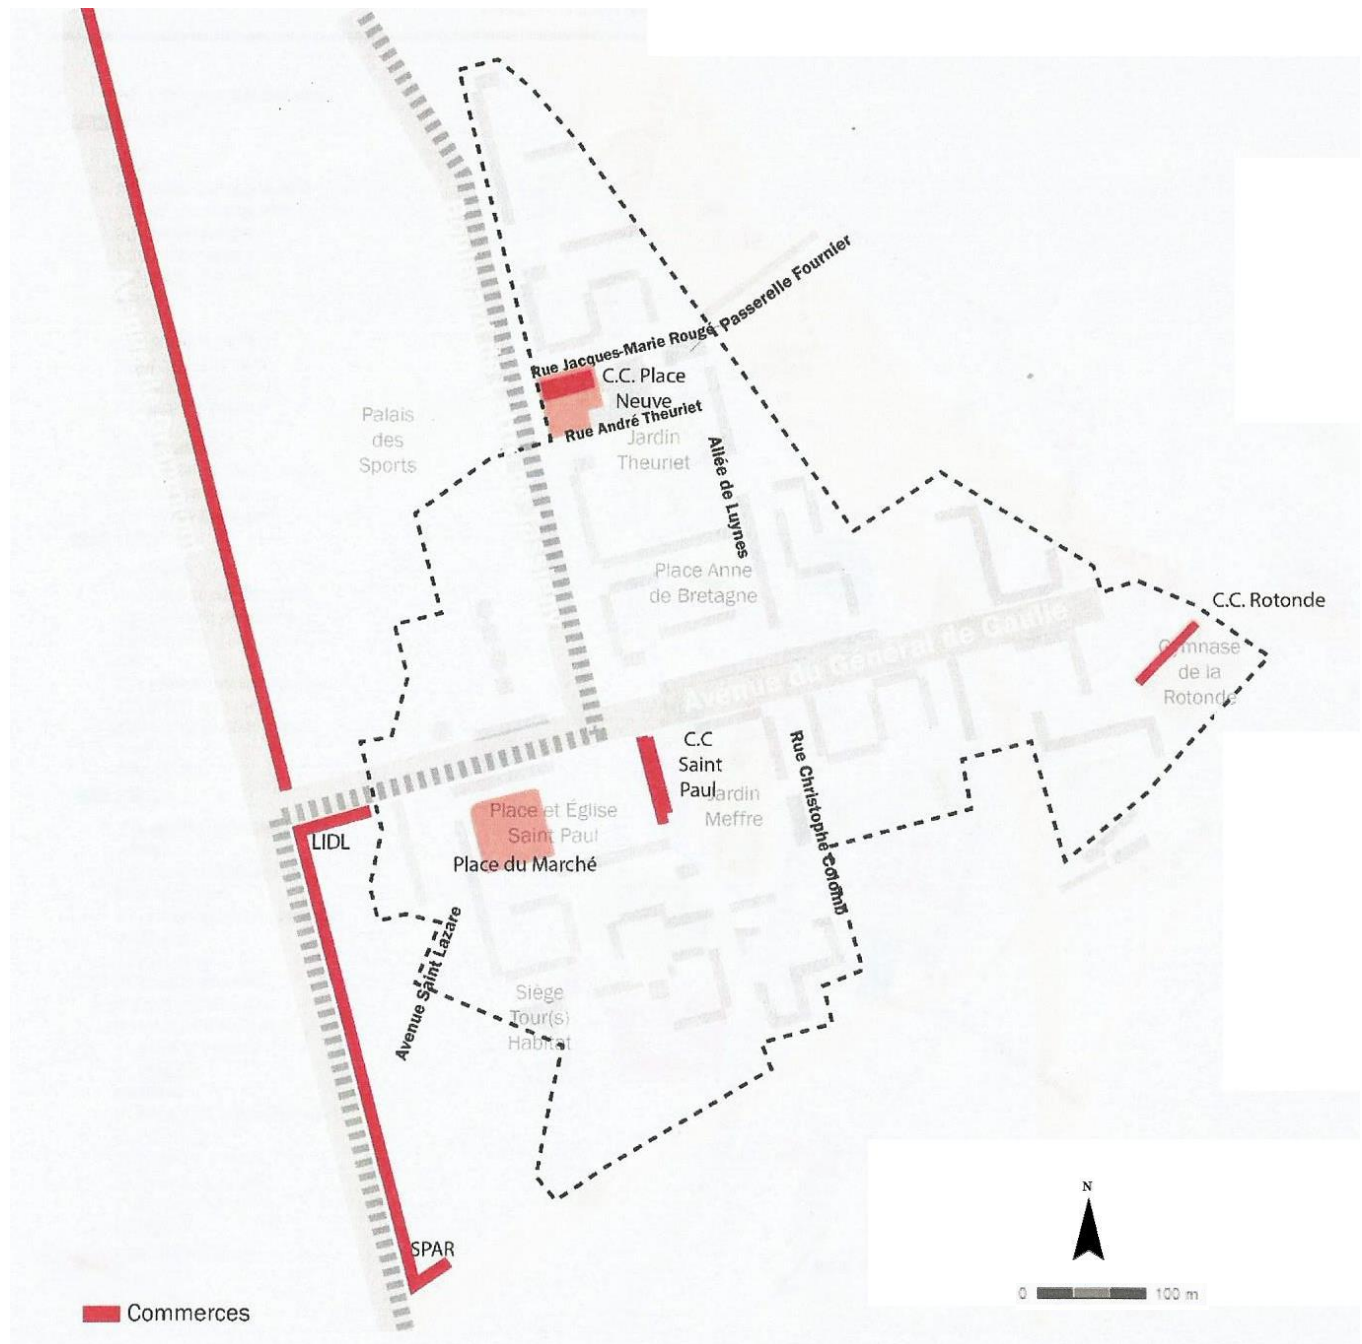 Passerelle Fournier
Rue Jacques-Marie Rougé
C.C. Place
Neuve
Rue André Theuriet
Palais
des
Sports
Jardin
Theuriet
Allée de Luynes
Place Anne
de Bretagne
C.C. Rotonde
Avenue du Général de Gaulle
Gymnase
de la
Rotonde
C.C
Saint
Paul
Jardin
Meffre
Rue Christophe Colomb
Place et Église
Saint Paul
LIDL
Place du Marché
Avenue Saint Lazare
Siège
Tour(s)
Habitat
SPAR
N
0 100 m
Commerces